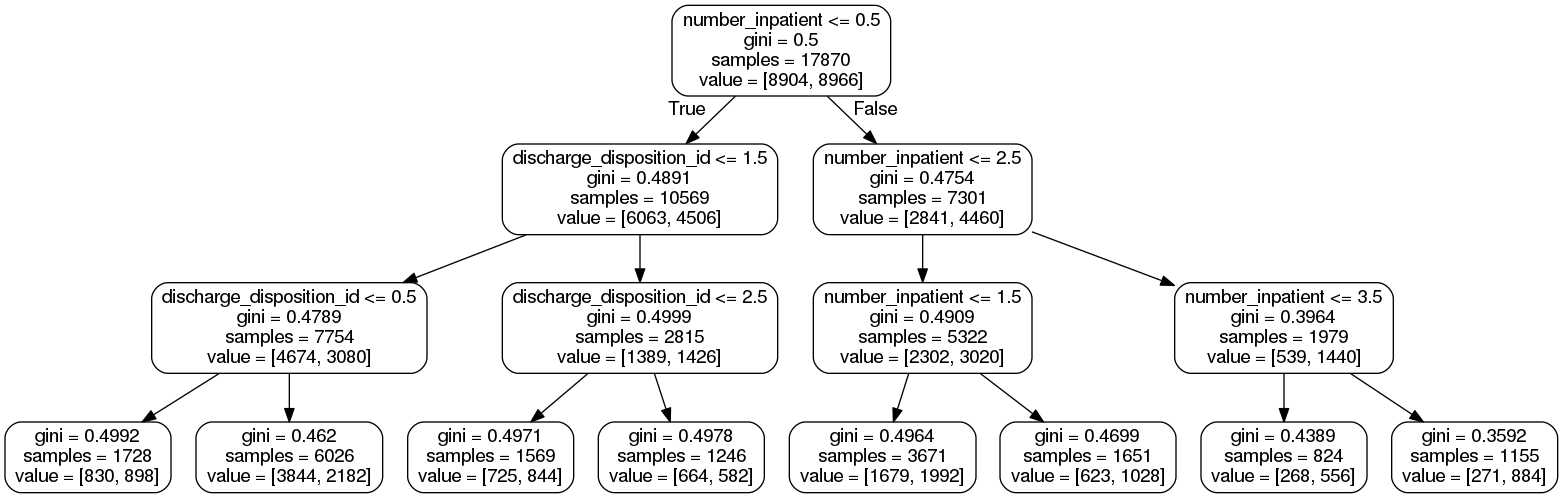 number_inpatient <= 0.5
gini = 0.5
samples = 17870
value = [8904, 8966]
True
False
discharge_disposition_id <= 1.5
gini = 0.4891
samples = 10569
value = [6063, 4506]
number_inpatient <= 2.5
gini = 0.4754
samples = 7301
value = [2841, 4460]
discharge_disposition_id <= 0.5
gini = 0.4789
samples = 7754
value = [4674, 3080]
discharge_disposition_id <= 2.5
gini = 0.4999
samples = 2815
value = [1389, 1426]
number_inpatient <= 1.5
gini = 0.4909
samples = 5322
value = [2302, 3020]
number_inpatient <= 3.5
gini = 0.3964
samples = 1979
value = [539, 1440]
gini = 0.4992
samples = 1728
value = [830, 898]
gini = 0.462
samples = 6026
value = [3844, 2182]
gini = 0.4971
samples = 1569
value = [725, 844]
gini = 0.4978
samples = 1246
value = [664, 582]
gini = 0.4964
samples = 3671
value = [1679, 1992]
gini = 0.4699
samples = 1651
value = [623, 1028]
gini = 0.4389
samples = 824
value = [268, 556]
gini = 0.3592
samples = 1155
value = [271, 884]